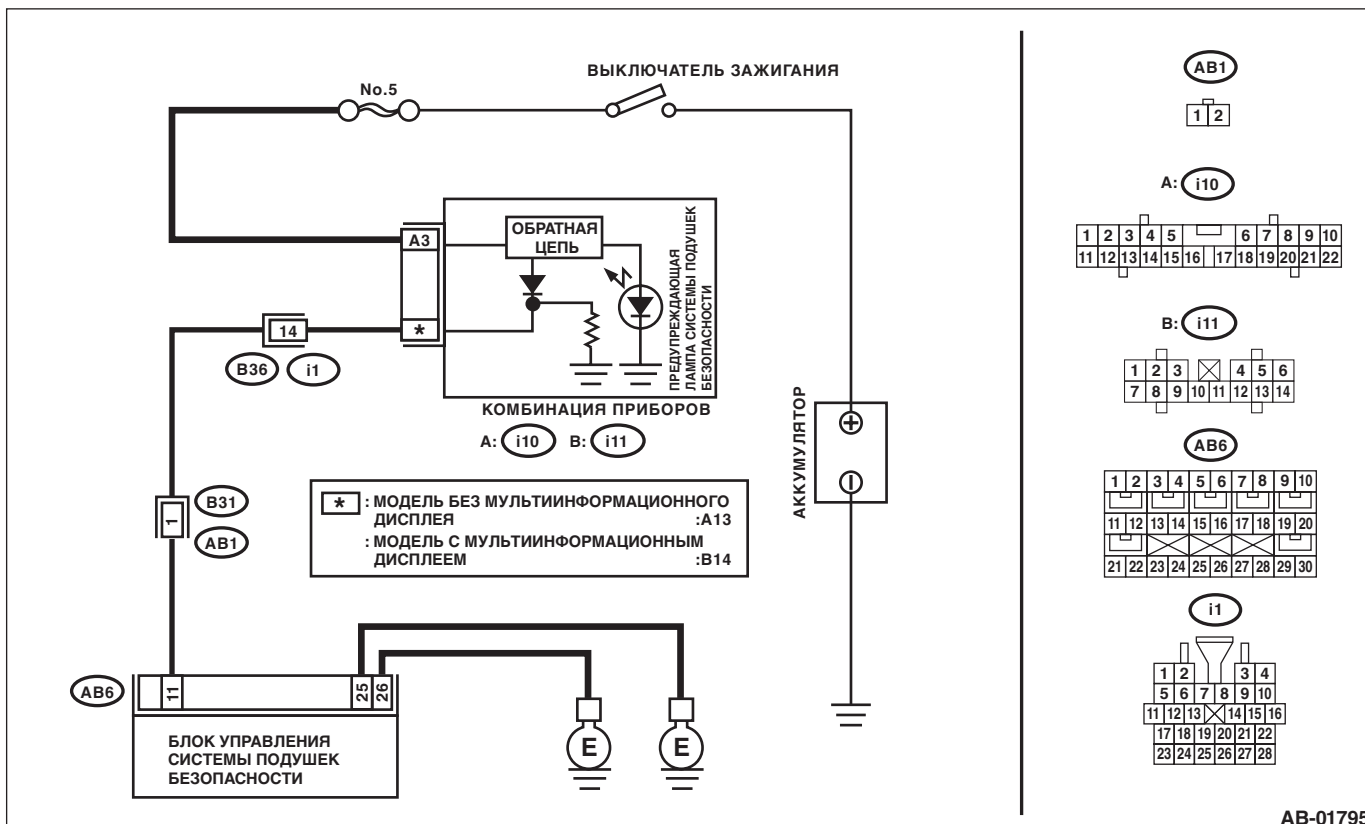 No.5
ВЫКЛЮЧАТЕЛЬ ЗАЖИГАНИЯ
A3
ОБРАТНАЯ
ЦЕПЬ
*
ПРЕДУПРЕЖДАЮЩАЯ
ЛАМПА СИСТЕМЫ ПОДУШЕК
БЕЗОПАСНОСТИ
14
B36 i1
КОМБИНАЦИЯ ПРИБОРОВ
A: i10 B: i11
АККУМУЛЯТОР
* : МОДЕЛЬ БЕЗ МУЛЬТИИНФОРМАЦИОННОГО
ДИСПЛЕЯ :A13
: МОДЕЛЬ С МУЛЬТИИНФОРМАЦИОННЫМ
ДИСПЛЕЕМ :B14
B31
1
AB1
AB6
11 25 26
БЛОК УПРАВЛЕНИЯ
СИСТЕМЫ ПОДУШЕК
БЕЗОПАСНОСТИ
E E
AB1
1 2
A: i10
1 2 3 4 5 6 7 8 9 10
11 12 13 14 15 16 17 18 19 20 21 22
B: i11
1 2 3 4 5 6
7 8 9 10 11 12 13 14
AB6
1 2 3 4 5 6 7 8 9 10
11 12 13 14 15 16 17 18 19 20
21 22 23 24 25 26 27 28 29 30
i1
1 2 3 4
5 6 7 8 9 10
11 12 13 14 15 16
17 18 19 20 21 22
23 24 25 26 27 28
AB-01795